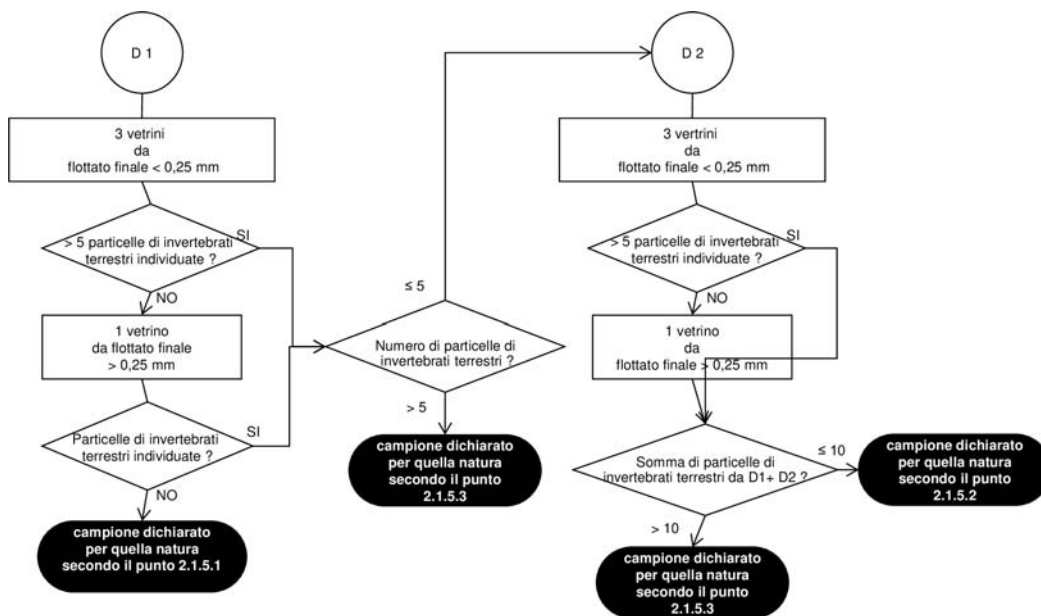 D 1
3 vetrini
da
flottato finale < 0,25 mm
> 5 particelle di invertebrati
terrestri individuate ?
SI
NO
1 vetrino
da flottato finale
> 0,25 mm
Particelle di invertebrati
terrestri individuate ?
SI
NO
campione dichiarato
per quella natura
secondo il punto 2.1.5.1
≤ 5
Numero di particelle di
invertebrati terrestri ?
> 5
campione dichiarato
per quella natura
secondo il punto
2.1.5.3
D 2
3 vertrini
da
flottato finale < 0,25 mm
> 5 particelle di invertebrati
terrestri individuate ?
SI
NO
1 vetrino
da
flottato finale > 0,25 mm
Somma di particelle di
invertebrati terrestri da D1+ D2 ?
≤ 10
campione dichiarato
per quella natura
secondo il punto
2.1.5.2
> 10
campione dichiarato
per quella natura
secondo il punto
2.1.5.3